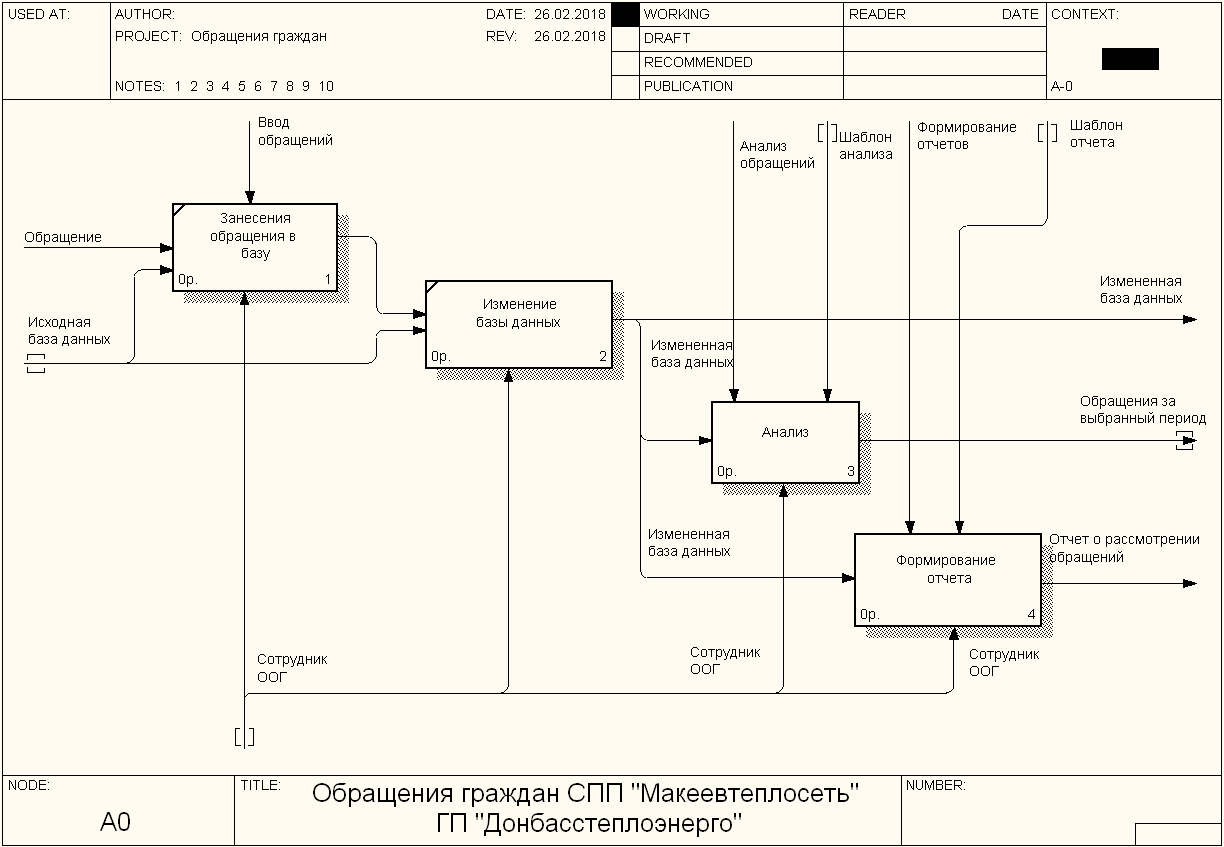 USED AT:
AUTHOR:
DATE: 26.02.2018
PROJECT: Обращения граждан
REV: 26.02.2018
NOTES: 1 2 3 4 5 6 7 8 9 10
WORKING
DRAFT
RECOMMENDED
PUBLICATION
READER DATE
CONTEXT:
A-0
Ввод
обращений
Анализ
обращений
Шаблон
анализа
Формирование
отчетов
Шаблон
отчета
Обращение
Занесения
обращения в
базу
0р. 1
Исходная
база данных
Изменение
базы данных
0р. 2
Измененная
база данных
Измененная
база данных
Анализ
0р. 3
Обращения за
выбранный период
Измененная
база данных
Формирование
отчета
0р. 4
Отчет о рассмотрении
обращений
Сотрудник
ООГ
Сотрудник
ООГ
Сотрудник
ООГ
NODE:
A0
TITLE:
Обращения граждан СПП "Макеевтеплосеть"
ГП "Донбасстеплоэнерго"
NUMBER: